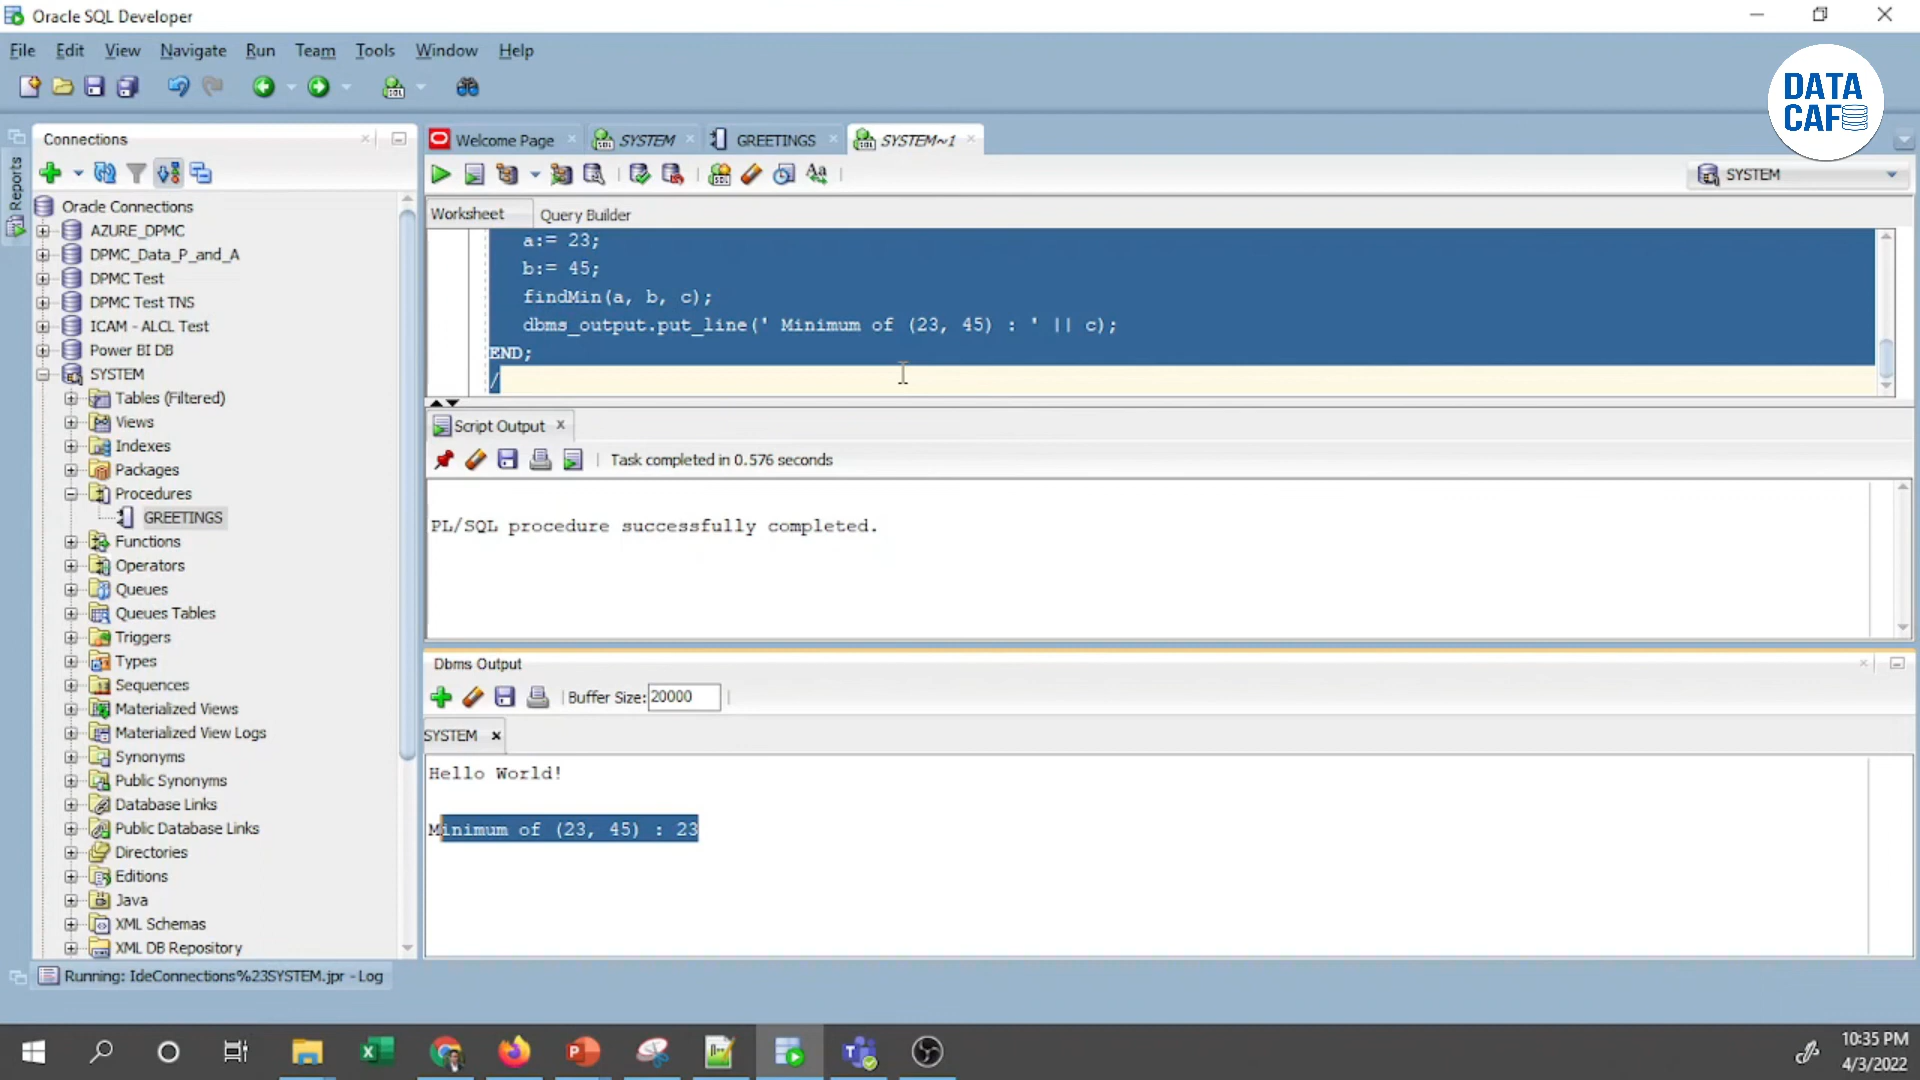 Oracle SQL Developer
File Edit View Navigate Run Team Tools Window Help
DATA
CAF
Connections
Reports
Oracle Connections
AZURE_DPMC
DPMC_Data_P_and_A
DPMC Test
DPMC Test TNS
ICAM - ALCL Test
Power BI DB
SYSTEM
Tables (Filtered)
Views
Indexes
Packages
Procedures
GREETINGS
Functions
Operators
Queues
Queues Tables
Triggers
Types
Sequences
Materialized Views
Materialized View Logs
Synonyms
Public Synonyms
Database Links
Public Database Links
Directories
Editions
Java
XML Schemas
XML DB Repository
Welcome Page SYSTEM GREETINGS SYSTEM~1
SYSTEM
Worksheet Query Builder
a:= 23;
b:= 45;
findMin(a, b, c);
dbms_output.put_line(' Minimum of (23, 45) : ' || c);
END;
/
Script Output
Task completed in 0.576 seconds
PL/SQL procedure successfully completed.
Dbms Output
Buffer Size: 20000
SYSTEM
Hello World!
Minimum of (23, 45) : 23
Running: IdeConnections%23SYSTEM.jpr - Log
10:35 PM
4/3/2022